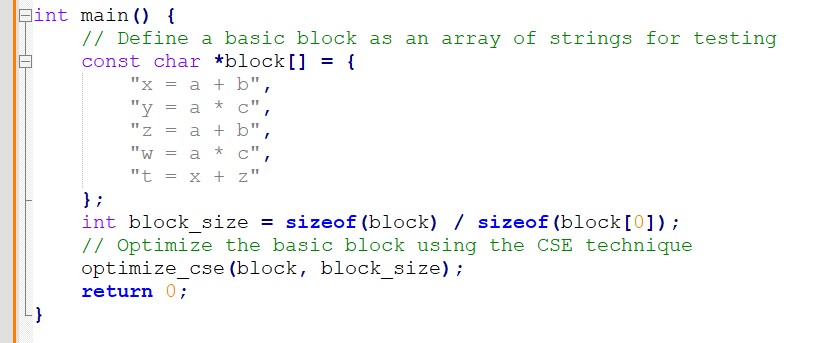 int main() {
    // Define a basic block as an array of strings for testing
    const char *block[] = {
        "x = a + b",
        "y = a * c",
        "z = a + b",
        "w = a * c",
        "t = x + z"
    };
    int block_size = sizeof(block) / sizeof(block[0]);
    // Optimize the basic block using the CSE technique
    optimize_cse(block, block_size);
    return 0;
}